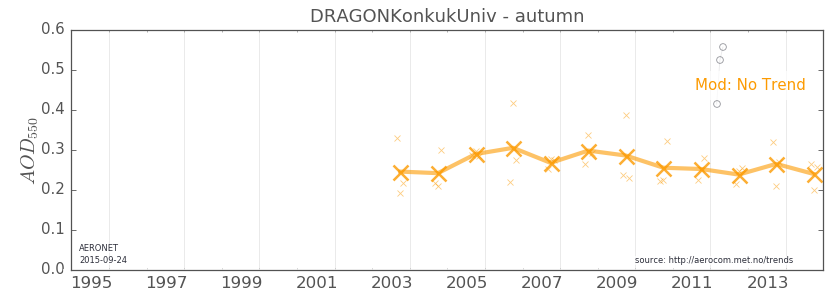 DRAGONKonkukUniv - autumn
0.6
0.5
0.4
0.3
0.2
0.1
0.0
AOD550
Mod: No Trend
AERONET
2015-09-24
source: http://aerocom.met.no/trends
1995 1997 1999 2001 2003 2005 2007 2009 2011 2013